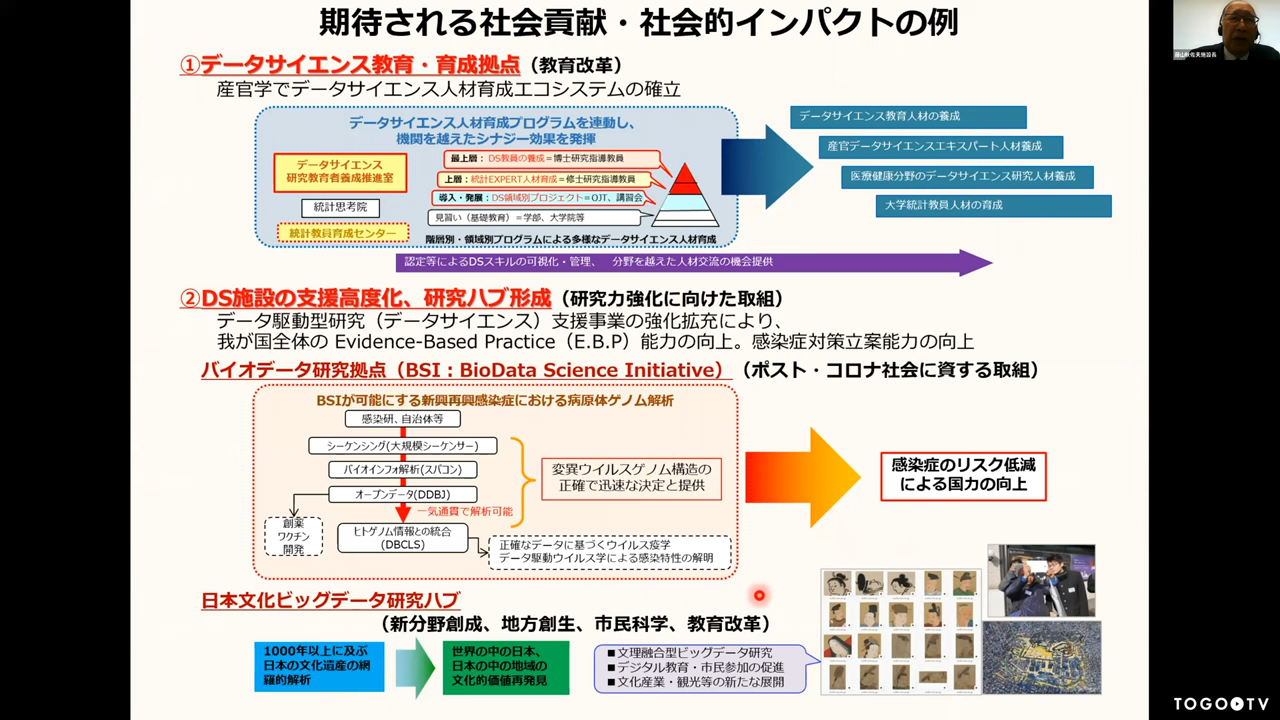 期待される社会貢献・社会的インパクトの例
①データサイエンス教育・育成拠点（教育改革）
産官学でデータサイエンス人材育成エコシステムの確立
データサイエンス人材育成プログラムを連動し、
機関を越えたシナジー効果を発揮
データサイエンス
研究教育者養成推進室
統計思考院
統計教員育成センター
最上層：DS教員の養成＝博士研究指導教員
上層：統計EXPERT人材育成＝修士研究指導教員
導入・発展：DS領域別プロジェクト＝OJT、講習会
見習い（基礎教育）＝学部、大学院等
階層別・領域別プログラムによる多様なデータサイエンス人材育成
データサイエンス教育人材の養成
産官データサイエンスエキスパート人材養成
医療健康分野のデータサイエンス研究人材養成
大学統計教員人材の育成
認定等によるDSスキルの可視化・管理、　分野を越えた人材交流の機会提供
②DS施設の支援高度化、研究ハブ形成（研究力強化に向けた取組）
データ駆動型研究（データサイエンス）支援事業の強化拡充により、
我が国全体の Evidence-Based Practice（E.B.P）能力の向上。感染症対策立案能力の向上
バイオデータ研究拠点（BSI：BioData Science Initiative）（ポスト・コロナ社会に資する取組）
BSIが可能にする新興再興感染症における病原体ゲノム解析
感染研、自治体等
シーケンシング(大規模シーケンサー)
バイオインフォ解析(スパコン)
オープンデータ(DDBJ)
一気通貫で解析可能
創薬
ワクチン
開発
ヒトゲノム情報との統合
(DBCLS)
変異ウイルスゲノム構造の
正確で迅速な決定と提供
正確なデータに基づくウイルス疫学
データ駆動ウイルス学による感染特性の解明
感染症のリスク低減
による国力の向上
日本文化ビッグデータ研究ハブ
（新分野創成、地方創生、市民科学、教育改革）
1000年以上に及ぶ
日本の文化遺産の網
羅的解析
世界の中の日本、
日本の中の地域の
文化的価値再発見
■文理融合型ビッグデータ研究
■デジタル教育・市民参加の促進
■文化産業・観光等の新たな展開
TOGO TV